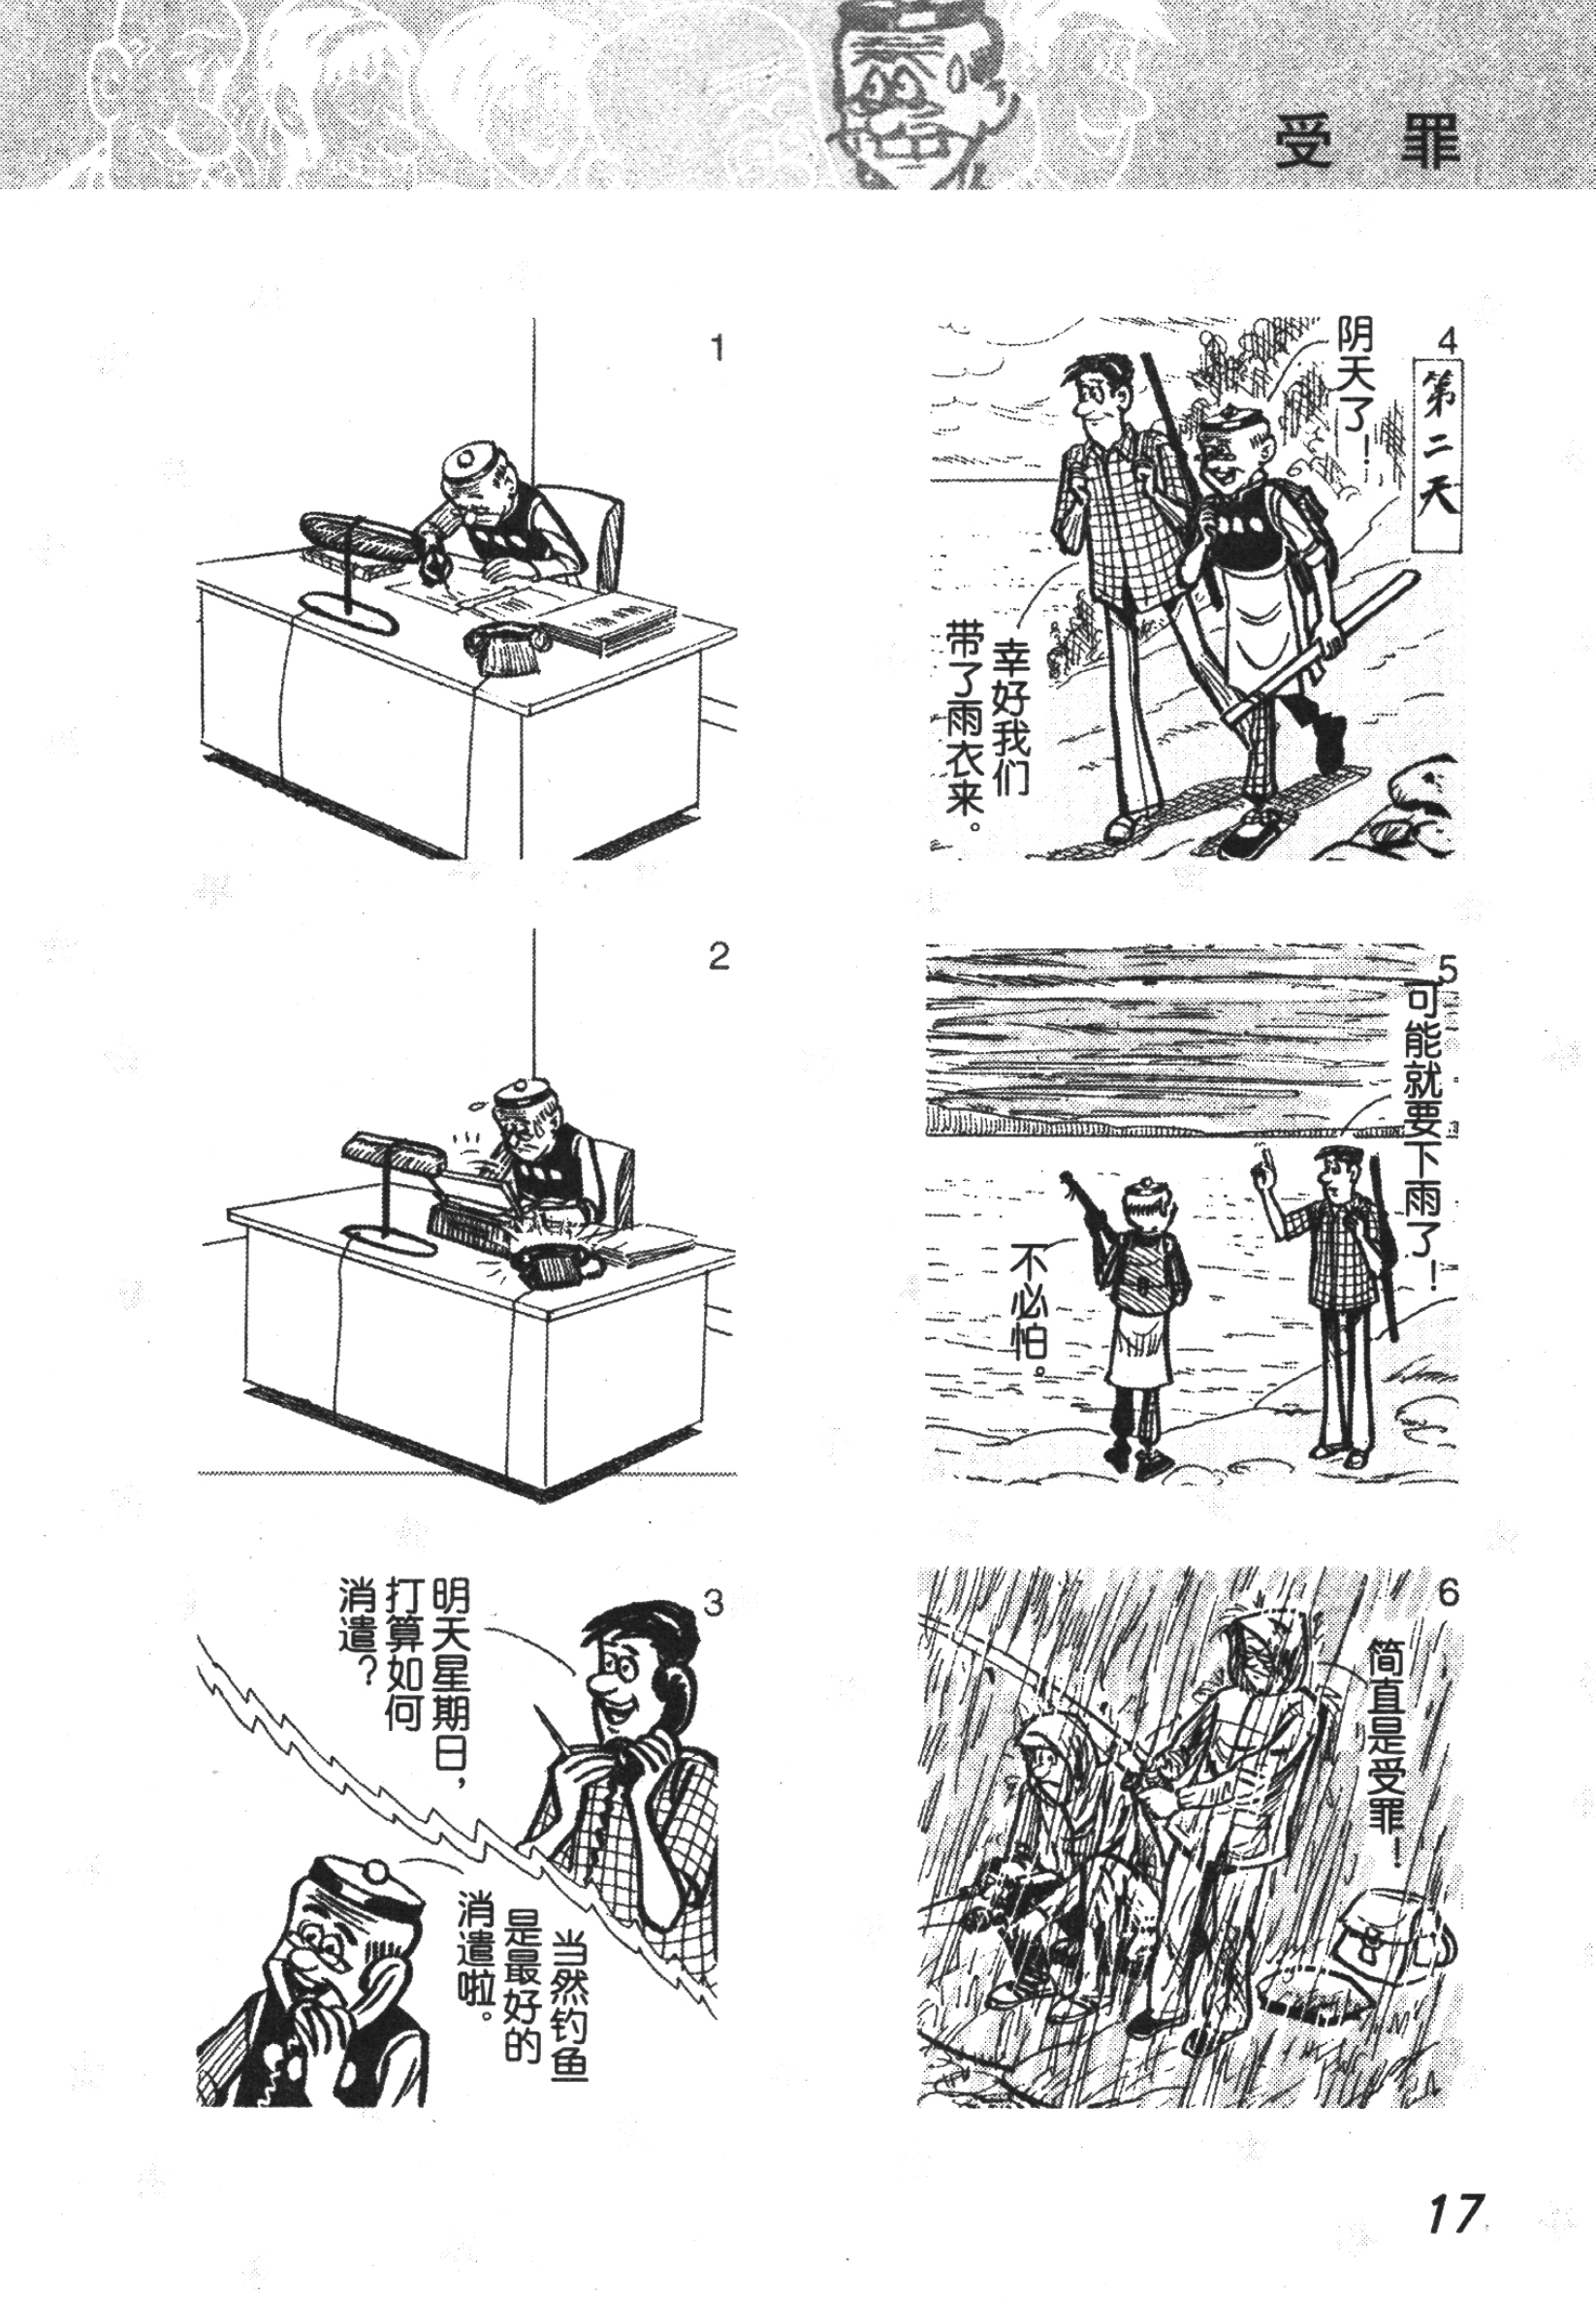 受罪
1
2
3
明天星期日，
打算如何
消遣？
当然钓鱼
是最好的
消遣啦。
4
第二天
阴天了！
幸好我们
带了雨衣来。
5
可能就要下雨了！
不必怕。
6
简直是受罪！
17